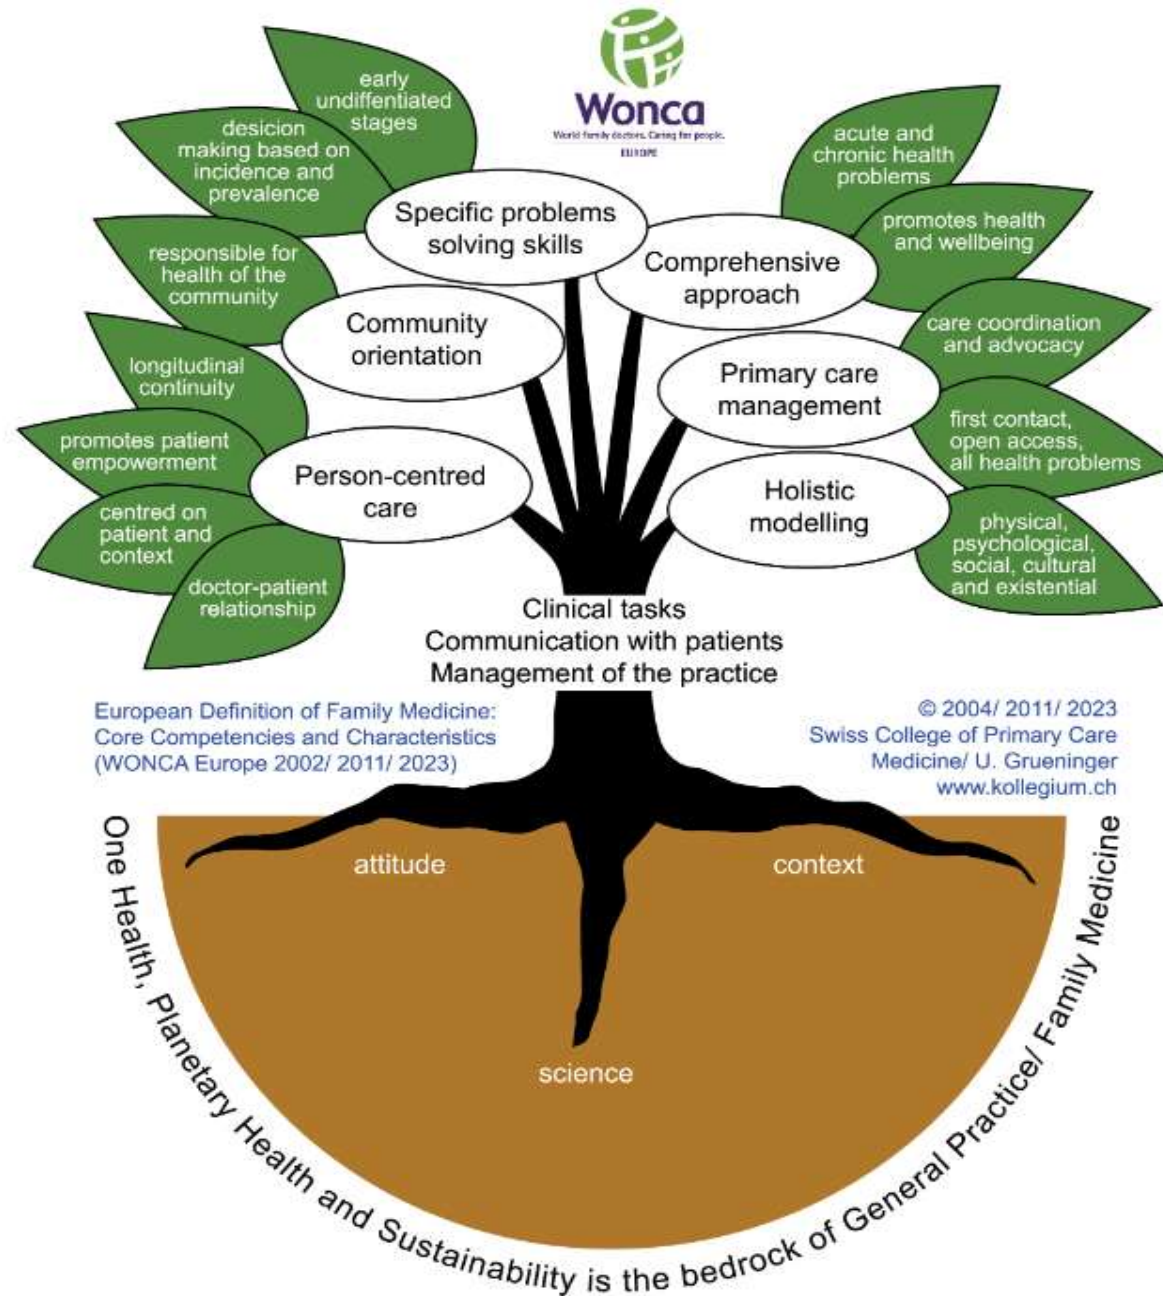 Wonca
World family doctors. Caring for people.
EUROPE
early
undiffentiated
stages
desicion
making based on
incidence and
prevalence
responsible for
health of the
community
longitudinal
continuity
promotes patient
empowerment
centred on
patient and
context
doctor-patient
relationship
Specific problems
solving skills
Community
orientation
Person-centred
care
Comprehensive
approach
Primary care
management
Holistic
modelling
acute and
chronic health
problems
promotes health
and wellbeing
care coordination
and advocacy
first contact,
open access,
all health problems
physical,
psychological,
social, cultural
and existential
Clinical tasks
Communication with patients
Management of the practice
European Definition of Family Medicine:
Core Competencies and Characteristics
(WONCA Europe 2002/ 2011/ 2023)
© 2004/ 2011/ 2023
Swiss College of Primary Care
Medicine/ U. Grueninger
www.kollegium.ch
attitude
context
science
One Health, Planetary Health and Sustainability is the bedrock of General Practice/ Family Medicine